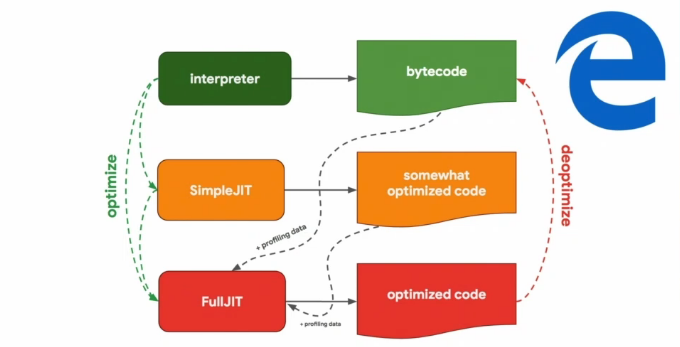 interpreter
bytecode
optimize
deoptimize
SimpleJIT
somewhat
optimized code
+ profiling data
FullJIT
optimized code
+ profiling data